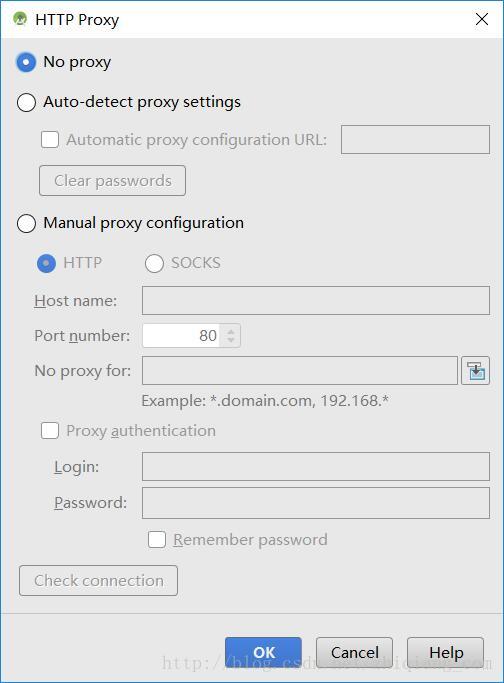 HTTP Proxy
No proxy
Auto-detect proxy settings
Automatic proxy configuration URL:
Clear passwords
Manual proxy configuration
HTTP SOCKS
Host name:
Port number: 80
No proxy for:
Example: *.domain.com, 192.168.*
Proxy authentication
Login:
Password:
Remember password
Check connection
OK Cancel Help
http://blog.csdn.net/zhiqiang_com